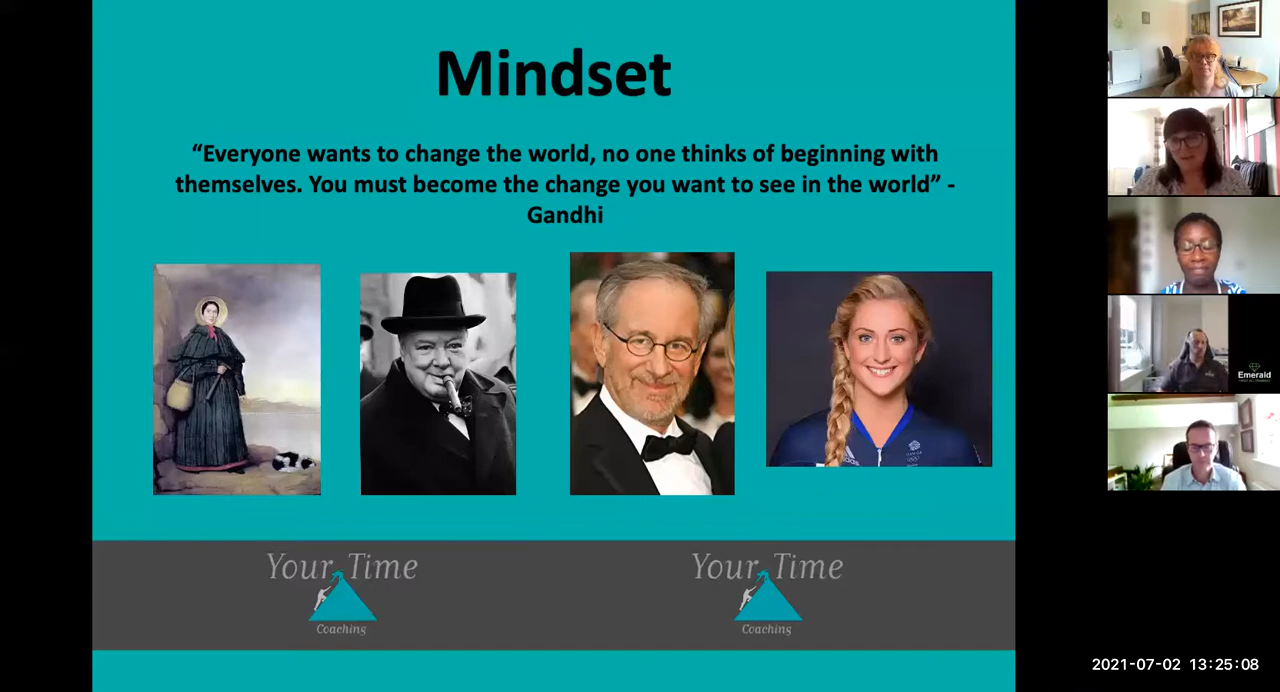 Mindset
“Everyone wants to change the world, no one thinks of beginning with
themselves. You must become the change you want to see in the world” -
Gandhi
Your Time
Coaching
Your Time
Coaching
Emerald
2021-07-02 13:25:08